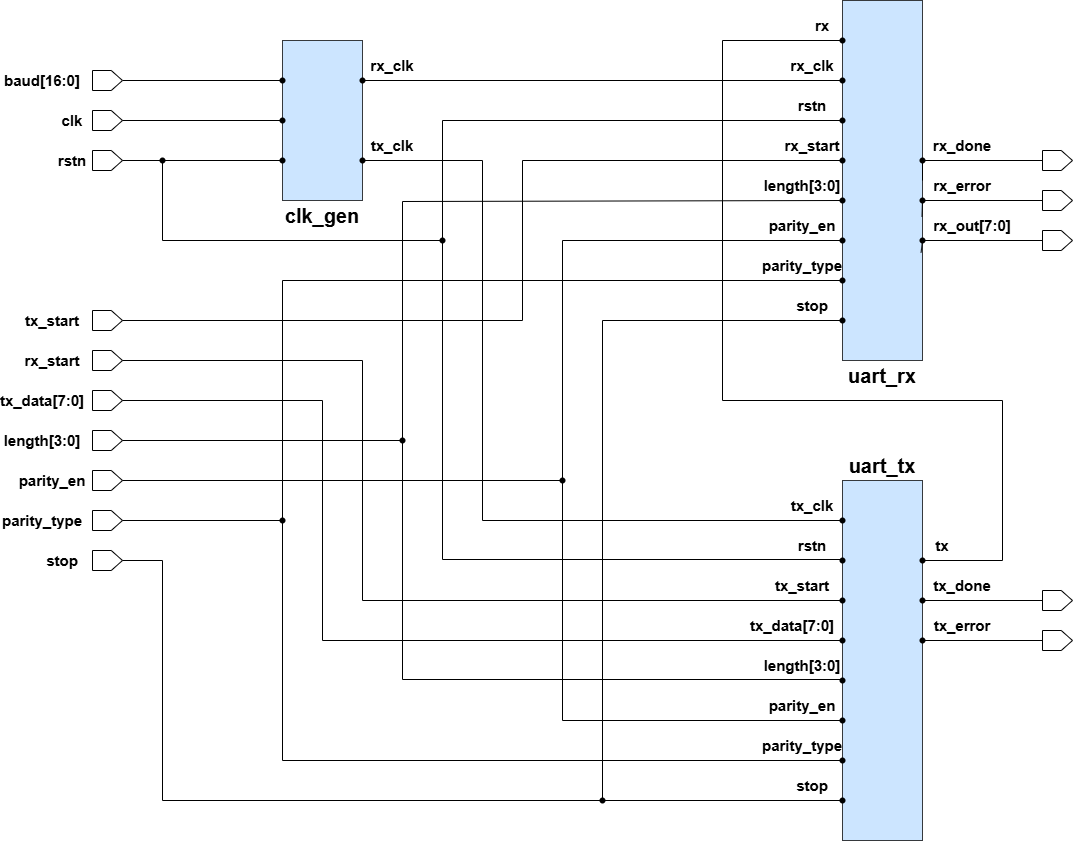 baud[16:0]
clk
rstn
tx_start
rx_start
tx_data[7:0]
length[3:0]
parity_en
parity_type
stop
rx_clk
tx_clk
clk_gen
rx
rx_clk
rstn
rx_start
length[3:0]
parity_en
parity_type
stop
rx_done
rx_error
rx_out[7:0]
uart_rx
uart_tx
tx_clk
rstn
tx_start
tx_data[7:0]
length[3:0]
parity_en
parity_type
stop
tx
tx_done
tx_error